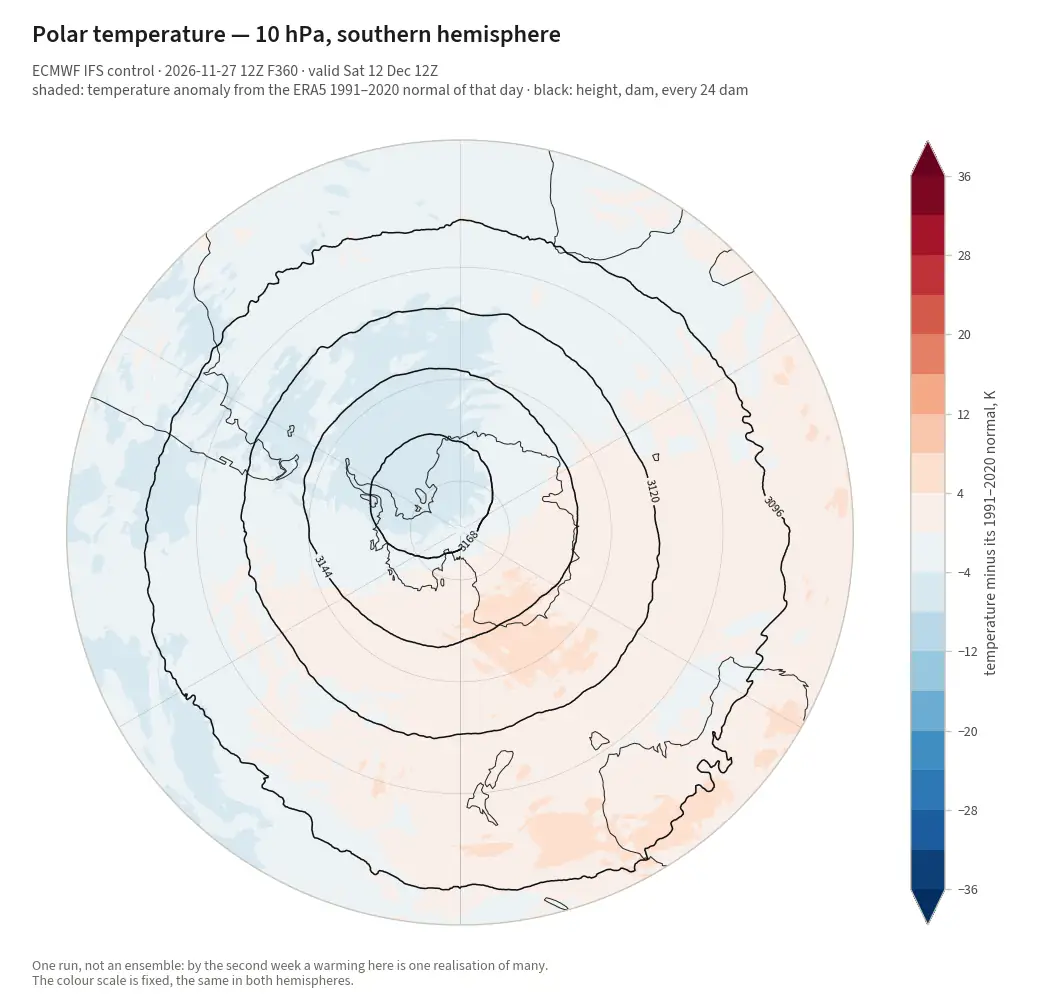 Polar temperature — 10 hPa, southern hemisphere
ECMWF IFS control · 2026-11-27 12Z F360 · valid Sat 12 Dec 12Z
shaded: temperature anomaly from the ERA5 1991–2020 normal of that day · black: height, dam, every 24 dam
36
28
20
12
4
−4
−12
−20
−28
−36
temperature minus its 1991–2020 normal, K
3120
3096
3168
3144
One run, not an ensemble: by the second week a warming here is one realisation of many.
The colour scale is fixed, the same in both hemispheres.